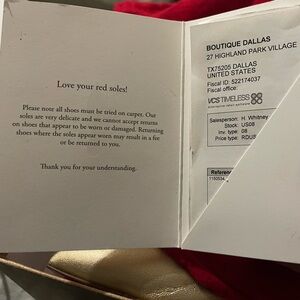 Love your red soles!
Please note all shoes must be tried on carpet. Our
soles are very delicate and we cannot accept returns
on shoes that appear to be worn or damaged. Returning
shoes where the soles appear worn may result in a fee
or be returned to you.
Thank you for your understanding.
BOUTIQUE DALLAS
27 HIGHLAND PARK VILLAGE
TX75205 DALLAS
UNITED STATES
Fiscal ID: 522174037
Fiscal office:
VCS TIMELESS
Salesperson: H. Whitney
Stock: US08
Inv. type: 08
Price type: RDUS
Referenc